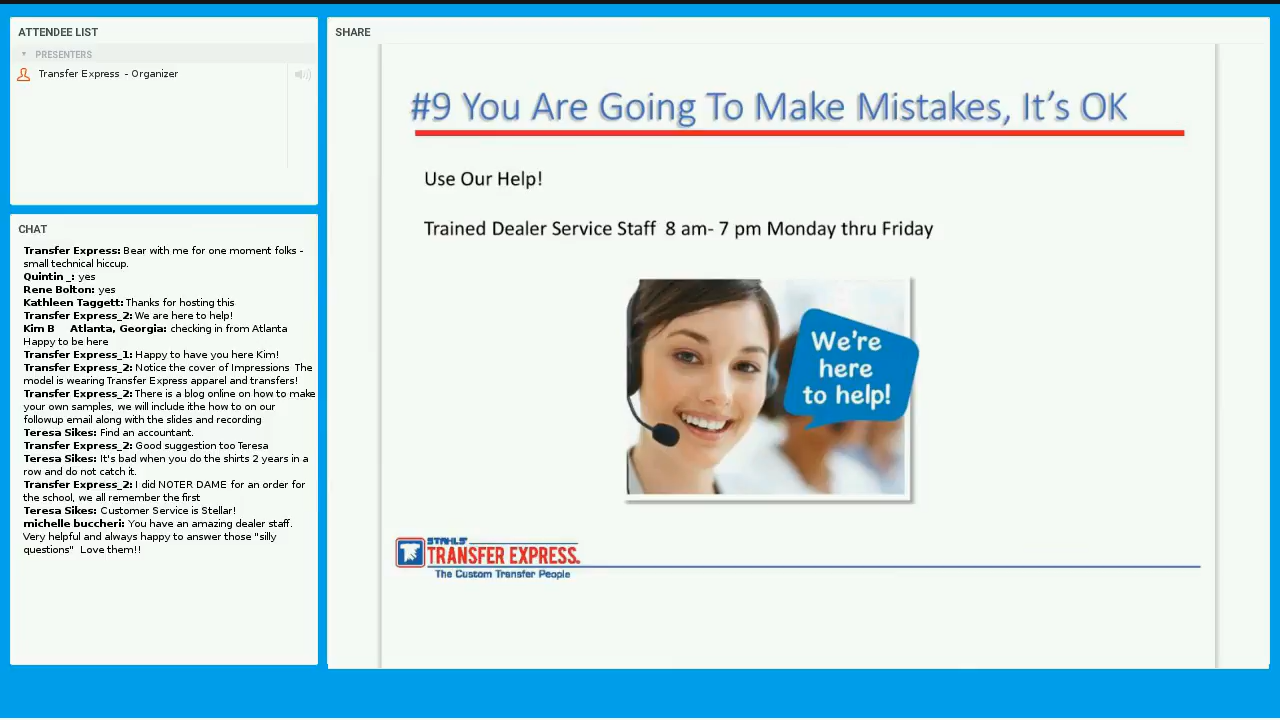 ATTENDEE LIST
PRESENTERS
Transfer Express - Organizer
CHAT
Transfer Express: Bear with me for one moment folks -
small technical hiccup.
Quintin _: yes
Rene Bolton: yes
Kathleen Taggett: Thanks for hosting this
Transfer Express_2: We are here to help!
Kim B Atlanta, Georgia: checking in from Atlanta
Happy to be here
Transfer Express_1: Happy to have you here Kim!
Transfer Express_2: Notice the cover of Impressions The
model is wearing Transfer Express apparel and transfers!
Transfer Express_2: There is a blog online on how to make
your own samples, we will include ithe how to on our
followup email along with the slides and recording
Teresa Sikes: Find an accountant.
Transfer Express_2: Good suggestion too Teresa
Teresa Sikes: It's bad when you do the shirts 2 years in a
row and do not catch it.
Transfer Express_2: I did NOTER DAME for an order for
the school, we all remember the first
Teresa Sikes: Customer Service is Stellar!
michelle buccheri: You have an amazing dealer staff.
Very helpful and always happy to answer those "silly
questions" Love them!!
SHARE
#9 You Are Going To Make Mistakes, It's OK
Use Our Help!
Trained Dealer Service Staff 8 am- 7 pm Monday thru Friday
We're
here
to help!
STAHLS'
TRANSFER EXPRESS.
The Custom Transfer People